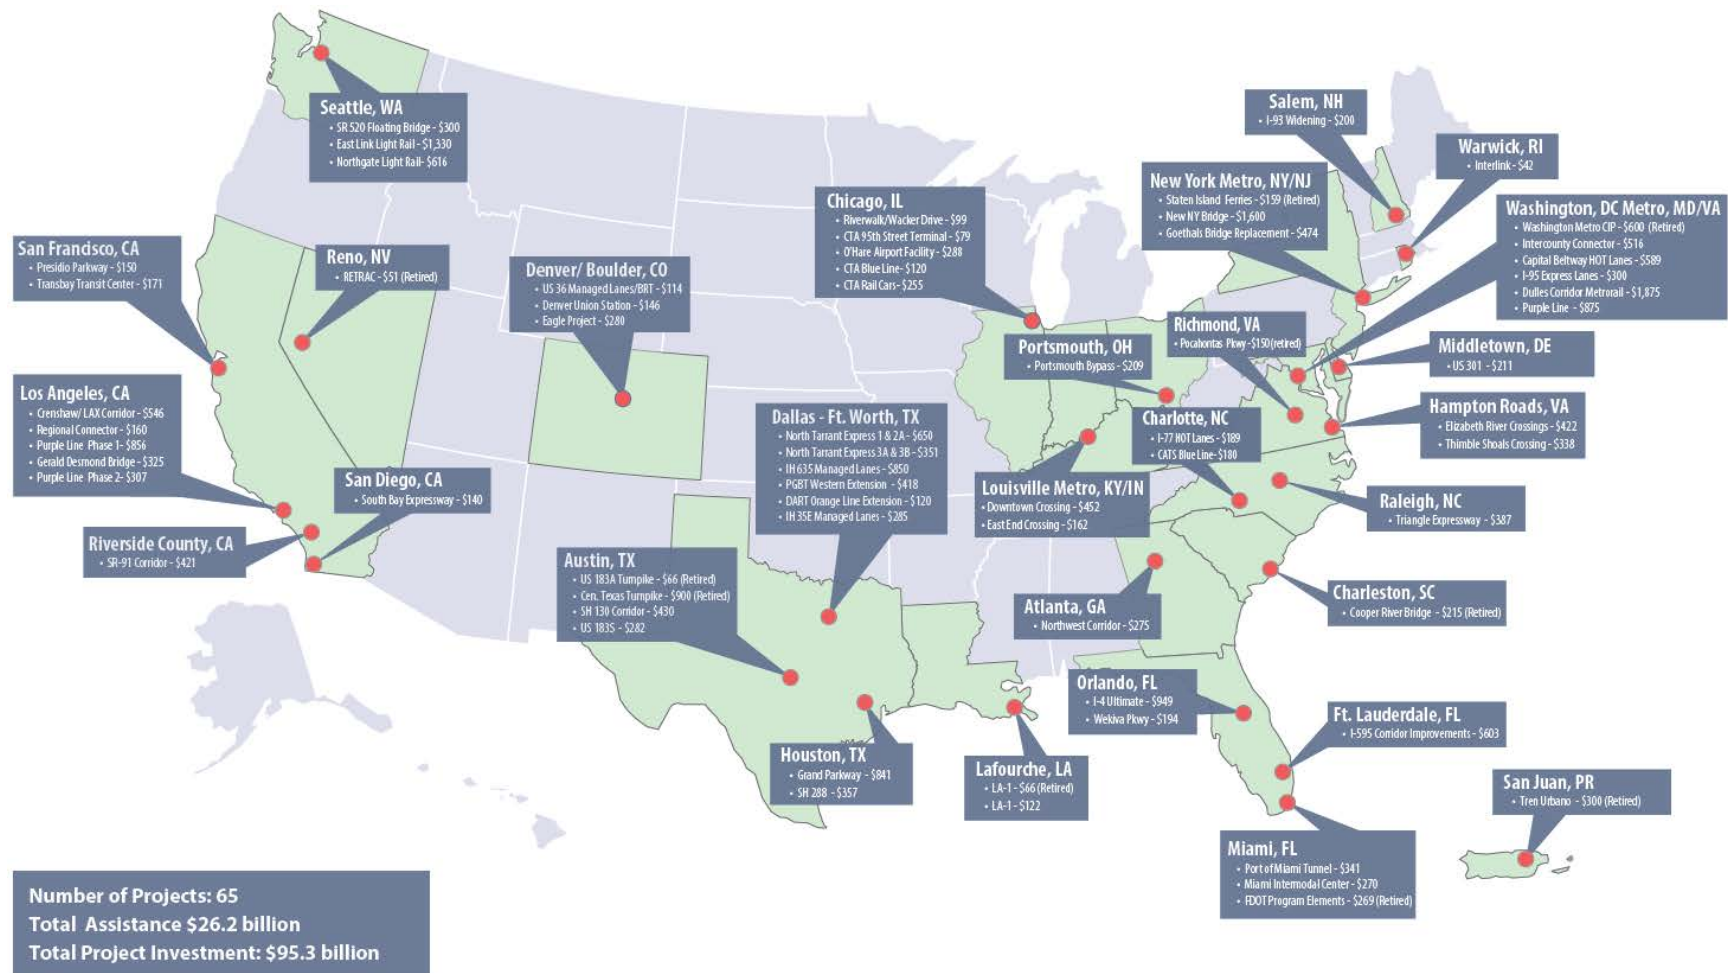 Seattle, WA
• SR 520 Floating Bridge - $300
• East Link Light Rail - $1,330
• Northgate Light Rail- $616
Salem, NH
• I-93 Widening - $200
Warwick, RI
• Interlink - $42
New York Metro, NY/NJ
• Staten Island Ferries - $159 (Retired)
• New NY Bridge - $1,600
• Goethals Bridge Replacement - $474
Washington, DC Metro, MD/VA
• Washington Metro CIP - $600 (Retired)
• Intercounty Connector - $516
• Capital Beltway HOT Lanes - $589
• I-95 Express Lanes - $300
• Dulles Corridor Metrorail - $1,875
• Purple Line - $875
Chicago, IL
• Riverwalk/Wacker Drive - $99
• CTA 95th Street Terminal - $79
• O'Hare Airport Facility - $288
• CTA Blue Line- $120
• CTA Rail Cars- $255
San Francisco, CA
• Presidio Parkway - $150
• Transbay Transit Center - $171
Reno, NV
• RETRAC - $51 (Retired)
Denver/ Boulder, CO
• US 36 Managed Lanes/BRT - $114
• Denver Union Station - $146
• Eagle Project - $280
Richmond, VA
• Pocahontas Pkwy -$150(retired)
Portsmouth, OH
• Portsmouth Bypass - $209
Middletown, DE
• US 301 - $211
Los Angeles, CA
• Crenshaw/ LAX Corridor - $546
• Regional Connector - $160
• Purple Line Phase 1- $856
• Gerald Desmond Bridge - $325
• Purple Line Phase 2- $307
Dallas - Ft. Worth, TX
• North Tarrant Express 1 & 2A - $650
• North Tarrant Express 3A & 3B - $351
• IH 635 Managed Lanes - $850
• PGBT Western Extension - $418
• DART Orange Line Extension - $120
• IH 35E Managed Lanes - $285
Charlotte, NC
• I-77 HOT Lanes - $189
• CATS Blue Line- $180
Hampton Roads, VA
• Elizabeth River Crossings - $422
• Thimble Shoals Crossing - $338
San Diego, CA
• South Bay Expressway - $140
Louisville Metro, KY/IN
• Downtown Crossing - $452
• East End Crossing - $162
Raleigh, NC
• Triangle Expressway - $387
Riverside County, CA
• SR-91 Corridor - $421
Austin, TX
• US 183A Turnpike - $66 (Retired)
• Cen. Texas Turnpike - $900 (Retired)
• SH 130 Corridor - $430
• US 183S - $282
Atlanta, GA
• Northwest Corridor - $275
Charleston, SC
• Cooper River Bridge - $215 (Retired)
Orlando, FL
• I-4 Ultimate - $949
• Wekiva Pkwy - $194
Ft. Lauderdale, FL
• I-595 Corridor Improvements - $603
Houston, TX
• Grand Parkway - $841
• SH 288 - $357
Lafourche, LA
• LA-1 - $66 (Retired)
• LA-1 - $122
San Juan, PR
• Tren Urbano - $300 (Retired)
Miami, FL
• Port of Miami Tunnel - $341
• Miami Intermodal Center - $270
• FDOT Program Elements - $269 (Retired)
Number of Projects: 65
Total Assistance $26.2 billion
Total Project Investment: $95.3 billion